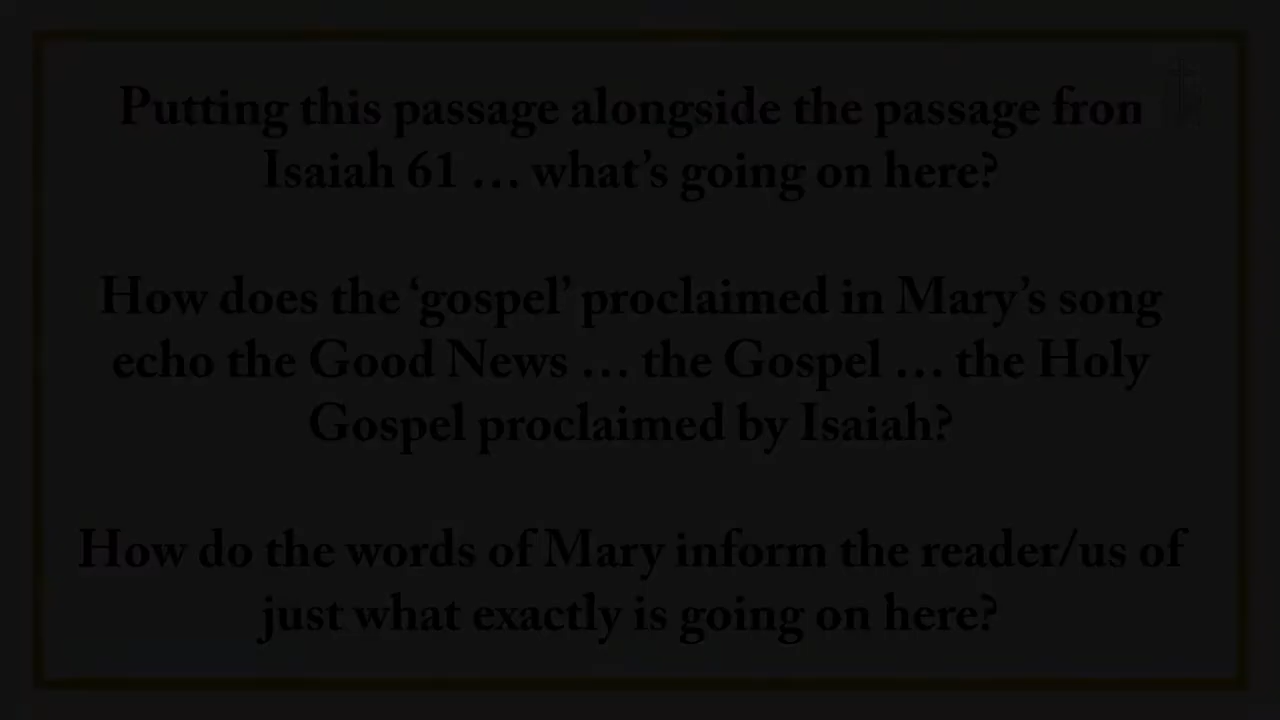 Putting this passage alongside the passage fron
Isaiah 61 … what’s going on here?
How does the ‘gospel’ proclaimed in Mary’s song
echo the Good News … the Gospel … the Holy
Gospel proclaimed by Isaiah?
How do the words of Mary inform the reader/us of
just what exactly is going on here?